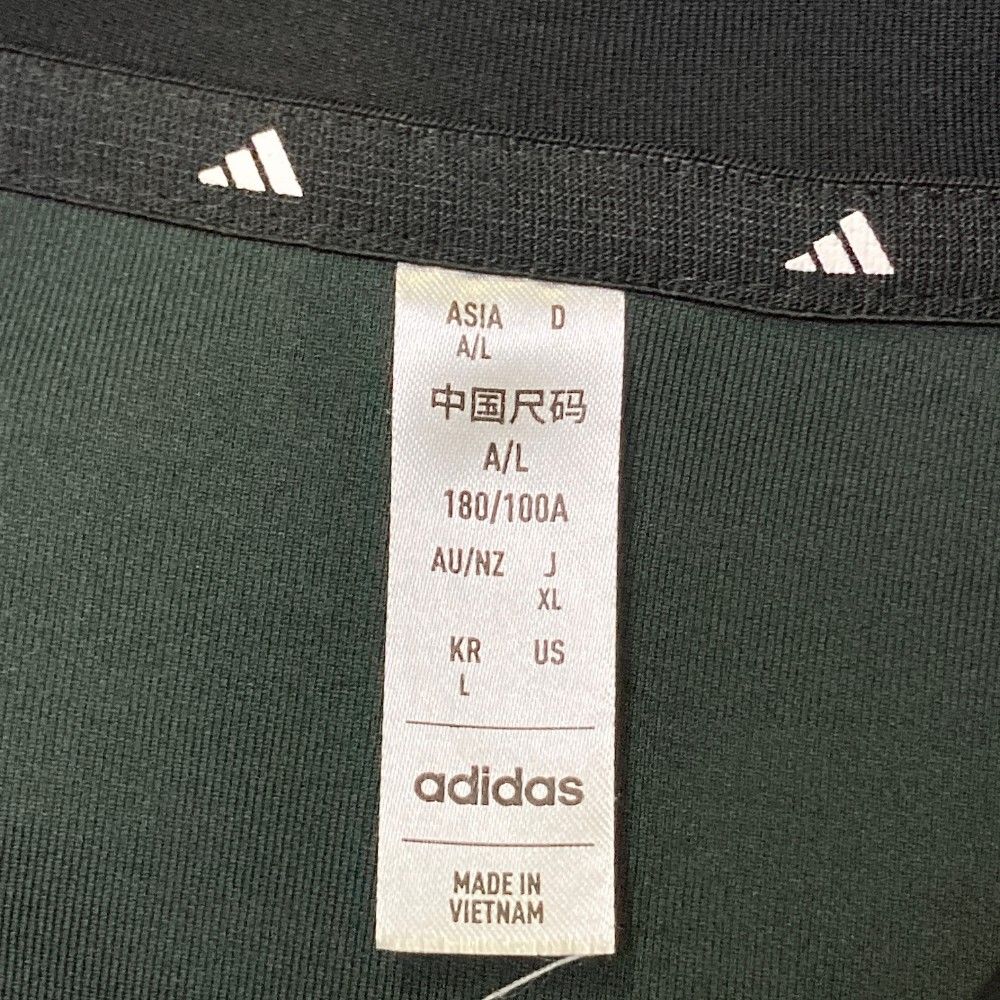 ASIA D
A/L
中国尺码
A/L
180/100A
AU/NZ J
XL
KR US
L
adidas
MADE IN
VIETNAM